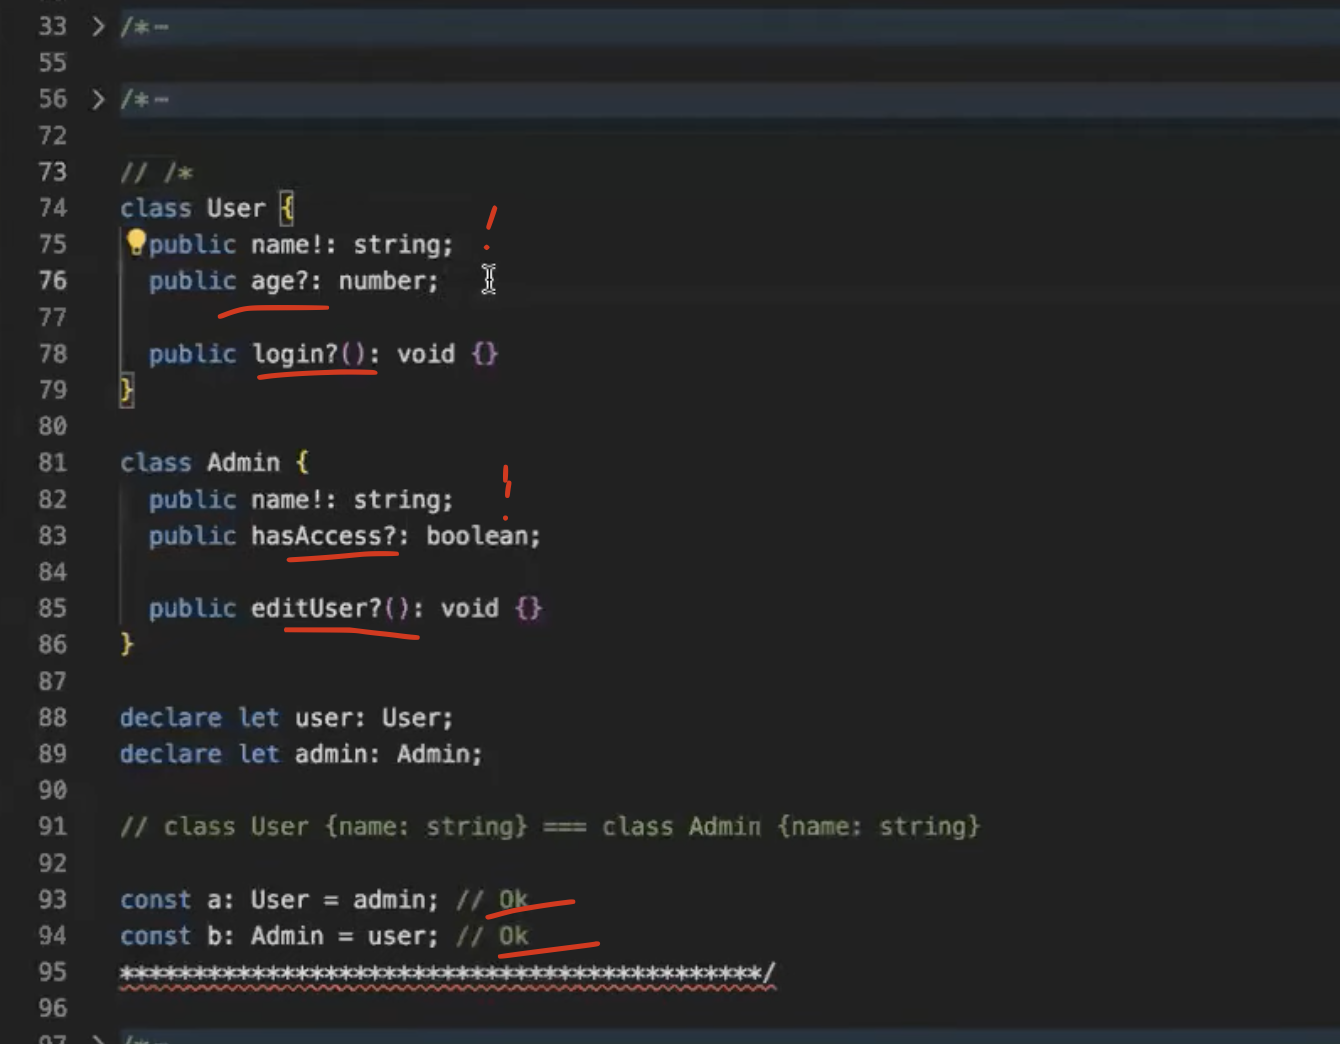 33 > /*⋯
55
56 > /*⋯
72
73 // /*
74 class User {
75 public name!: string;
76 public age?: number;
77
78 public login?(): void {}
79 }
80
81 class Admin {
82 public name!: string;
83 public hasAccess?: boolean;
84
85 public editUser?(): void {}
86 }
87
88 declare let user: User;
89 declare let admin: Admin;
90
91 // class User {name: string} === class Admin {name: string}
92
93 const a: User = admin; // Ok
94 const b: Admin = user; // Ok
95 ********************************************/
96
97 > /*⋯